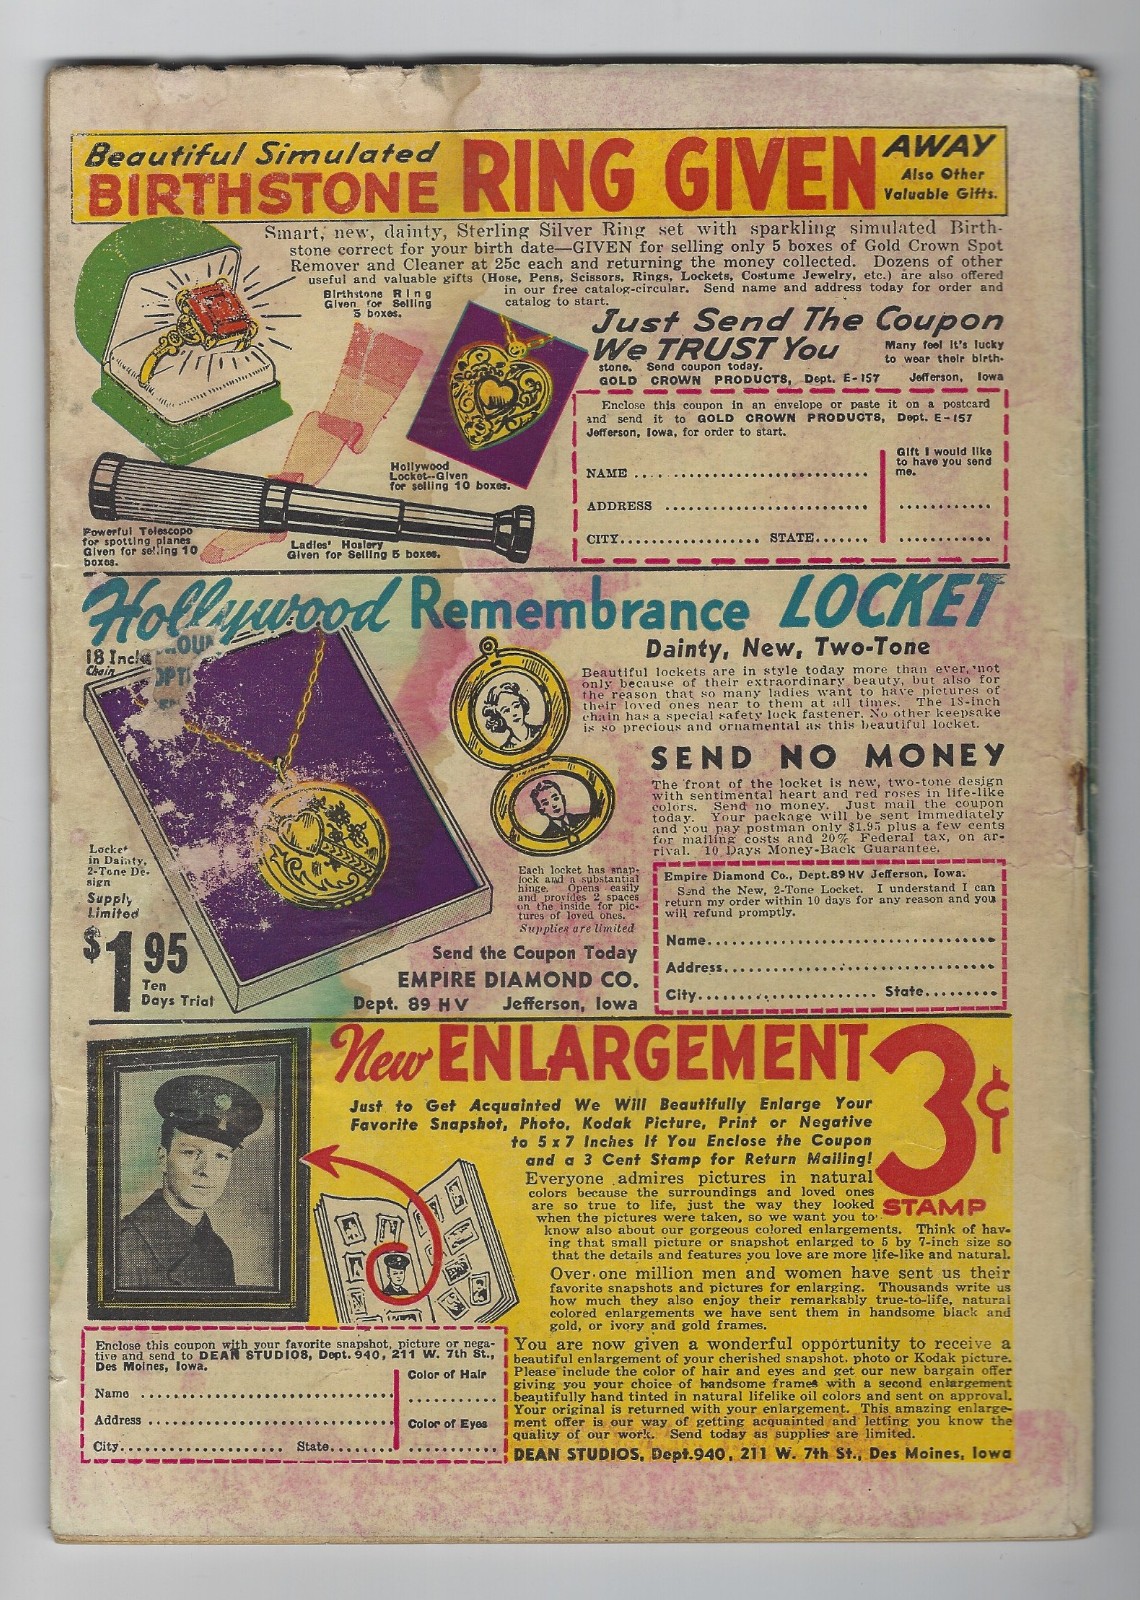 Beautiful Simulated
BIRTHSTONE RING GIVEN AWAY
Also Other
Valuable Gifts.
Smart, new, dainty, Sterling Silver Ring set with sparkling simulated Birth-
stone correct for your birth date—GIVEN for selling only 5 boxes of Gold Crown Spot
Remover and Cleaner at 25c each and returning the money collected. Dozens of other
useful and valuable gifts (Hose, Pens, Scissors, Rings, Lockets, Costume Jewelry, etc.) are also offered
in our free catalog-circular. Send name and address today for order and
catalog to start.
Birthstone Ring
Given for Selling
5 boxes.
Just Send The Coupon
We TRUST You
Many feel it's lucky
to wear their birth-
stone. Send coupon today.
GOLD CROWN PRODUCTS, Dept. E-157 Jefferson, Iowa
Enclose this coupon in an envelope or paste it on a postcard
and send it to GOLD CROWN PRODUCTS, Dept. E-157
Jefferson, Iowa, for order to start.
Gift I would like
to have you send
me.
NAME
ADDRESS
CITY STATE
Hollywood
Locket--Given
for selling 10 boxes.
Powerful Telescope
for spotting planes
Given for selling 10
boxes.
Ladies' Hosiery
Given for Selling 5 boxes.
Hollywood Remembrance LOCKET
18 Inch
Chain
Dainty, New, Two-Tone
Beautiful lockets are in style today more than ever, not
only because of their extraordinary beauty, but also for
the reason that so many ladies want to have pictures of
their loved ones near to them at all times. The 18-inch
chain has a special safety lock fastener. No other keepsake
is so precious and ornamental as this beautiful locket.
SEND NO MONEY
The front of the locket is new, two-tone design
with sentimental heart and red roses in life-like
colors. Send no money. Just mail the coupon
today. Your package will be sent immediately
and you pay postman only $1.95 plus a few cents
for mailing costs and 20% Federal tax, on ar-
rival. 10 Days Money-Back Guarantee.
Locket
in Dainty,
2-Tone De-
sign
Supply
Limited
$1.95
Ten
Days Trial
Each locket has snap-
lock and a substantial
hinge. Opens easily
and provides 2 spaces
on the inside for pic-
tures of loved ones.
Supplies are limited
Send the Coupon Today
EMPIRE DIAMOND CO.
Dept. 89 HV Jefferson, Iowa
Empire Diamond Co., Dept. 89 HV Jefferson, Iowa.
Send the New, 2-Tone Locket. I understand I can
return my order within 10 days for any reason and you
will refund promptly.
Name
Address
City State
New ENLARGEMENT 3¢
STAMP
Just to Get Acquainted We Will Beautifully Enlarge Your
Favorite Snapshot, Photo, Kodak Picture, Print or Negative
to 5 x 7 Inches If You Enclose the Coupon
and a 3 Cent Stamp for Return Mailing!
Everyone admires pictures in natural
colors because the surroundings and loved ones
are so true to life, just the way they looked
when the pictures were taken, so we want you to
know also about our gorgeous colored enlargements. Think of hav-
ing that small picture or snapshot enlarged to 5 by 7-inch size so
that the details and features you love are more life-like and natural.
Over one million men and women have sent us their
favorite snapshots and pictures for enlarging. Thousands write us
how much they also enjoy their remarkably true-to-life, natural
colored enlargements we have sent them in handsome black and
gold, or ivory and gold frames.
You are now given a wonderful opportunity to receive a
beautiful enlargement of your cherished snapshot, photo or Kodak picture.
Please include the color of hair and eyes and get our new bargain offer
giving you your choice of handsome frames with a second enlargement
beautifully hand tinted in natural lifelike oil colors and sent on approval.
Your original is returned with your enlargement. This amazing enlarge-
ment offer is our way of getting acquainted and letting you know the
quality of our work. Send today as supplies are limited.
DEAN STUDIOS, Dept. 940, 211 W. 7th St., Des Moines, Iowa
Enclose this coupon with your favorite snapshot, picture or nega-
tive and send to DEAN STUDIOS, Dept. 940, 211 W. 7th St.,
Des Moines, Iowa.
Color of Hair
Name
Address
Color of Eyes
City State